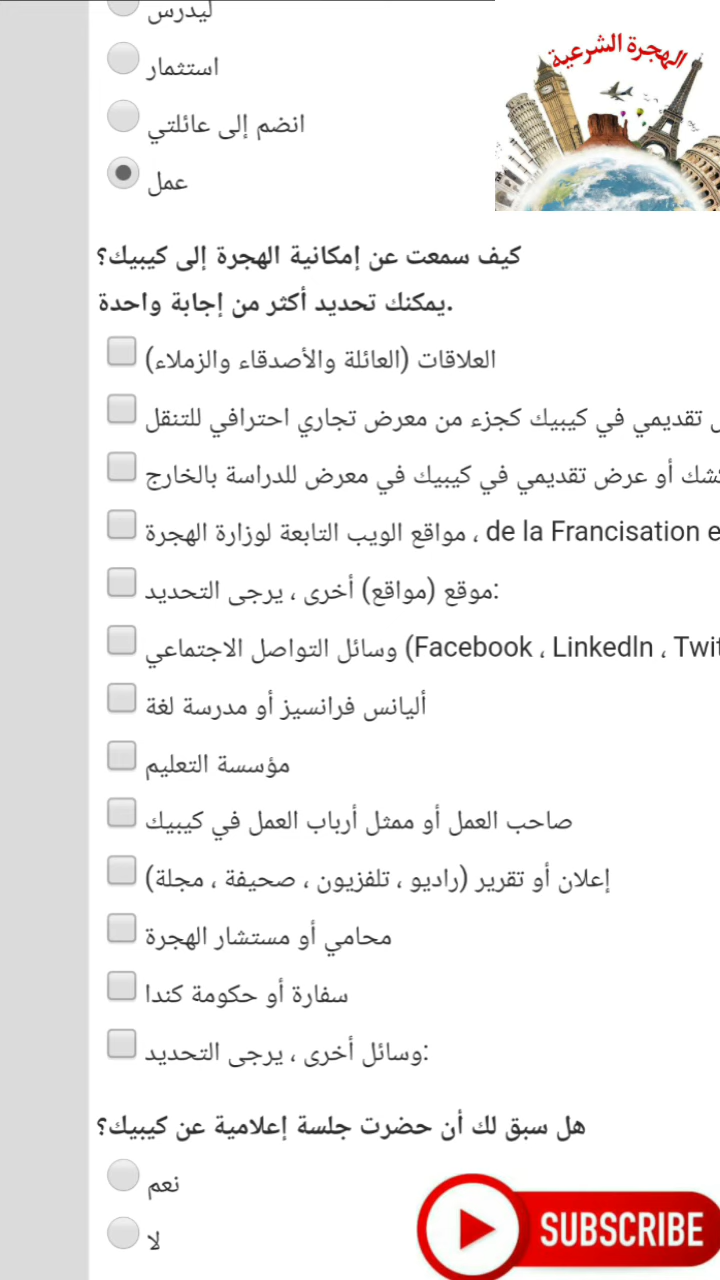 ليدرس
الهجرة الشرعية
استثمار
انضم إلى عائلتي
عمل
كيف سمعت عن إمكانية الهجرة إلى كيبيك؟
يمكنك تحديد أكثر من إجابة واحدة.
العلاقات (العائلة والأصدقاء والزملاء)
تقديمي في كيبيك كجزء من معرض تجاري احترافي للتنقل
أو عرض تقديمي في كيبيك في معرض للدراسة بالخارج
مواقع الويب التابعة لوزارة الهجرة ، de la Francisation e
موقع (مواقع) أخرى ، يرجى التحديد:
وسائل التواصل الاجتماعي (Facebook ، LinkedIn ، Twit
أليانس فرانسيز أو مدرسة لغة
مؤسسة التعليم
صاحب العمل أو ممثل أرباب العمل في كيبيك
إعلان أو تقرير (راديو ، تلفزيون ، صحيفة ، مجلة)
محامي أو مستشار الهجرة
سفارة أو حكومة كندا
وسائل أخرى ، يرجى التحديد:
هل سبق لك أن حضرت جلسة إعلامية عن كيبيك؟
نعم
لا
SUBSCRIBE